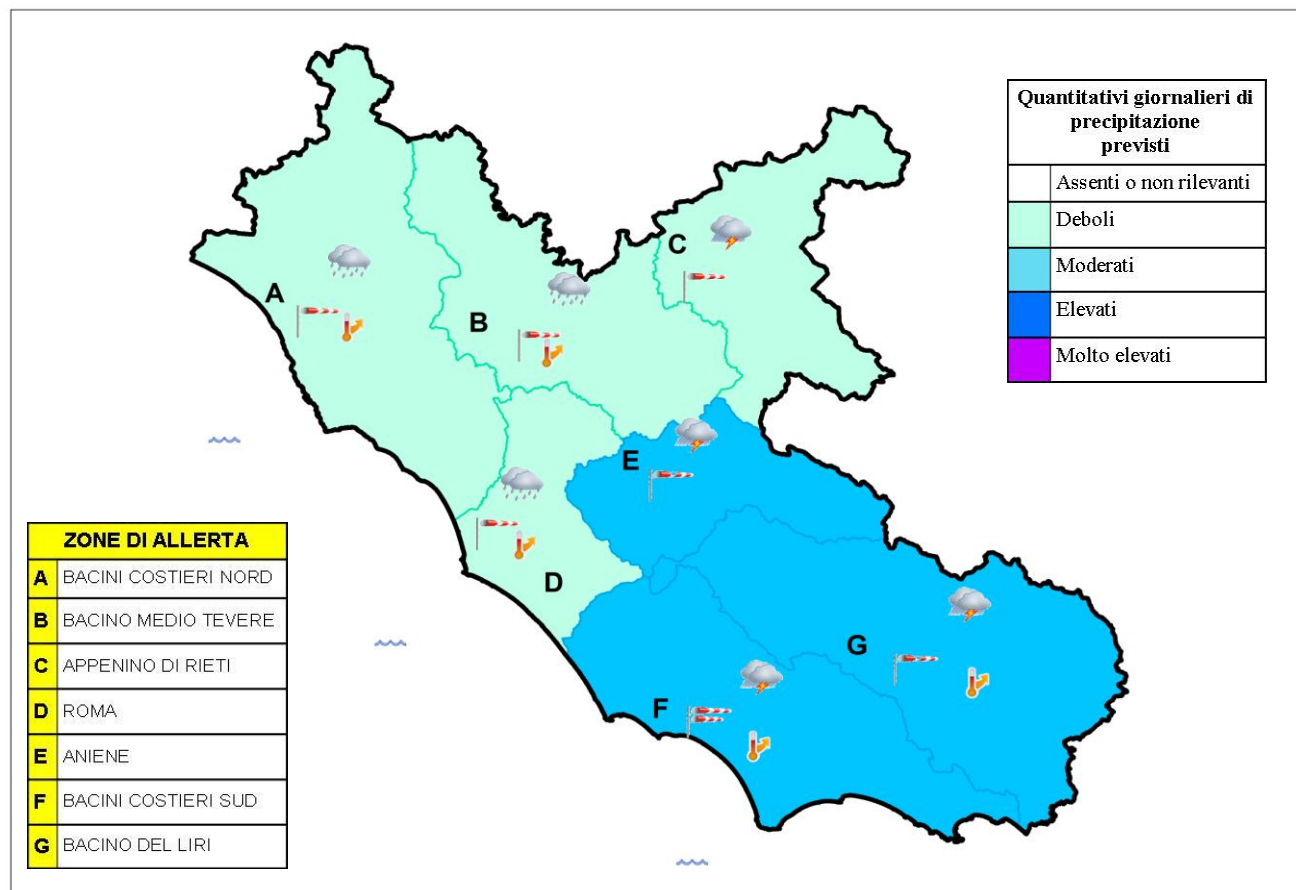 Quantitativi giornalieri di
precipitazione
previsti
Assenti o non rilevanti
Deboli
Moderati
Elevati
Molto elevati
C
A
B
E
D
G
F
ZONE DI ALLERTA
A BACINI COSTIERI NORD
B BACINO MEDIO TEVERE
C APPENINO DI RIETI
D ROMA
E ANIENE
F BACINI COSTIERI SUD
G BACINO DEL LIRI